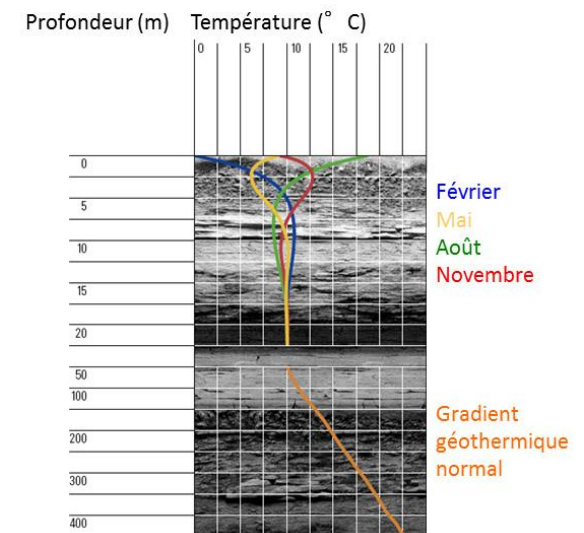 Profondeur (m) Température (° C)
0 5 10 15 20
0
5
Février
Mai
10
Août
Novembre
15
20
50
100
Gradient
200
géothermique
normal
300
400